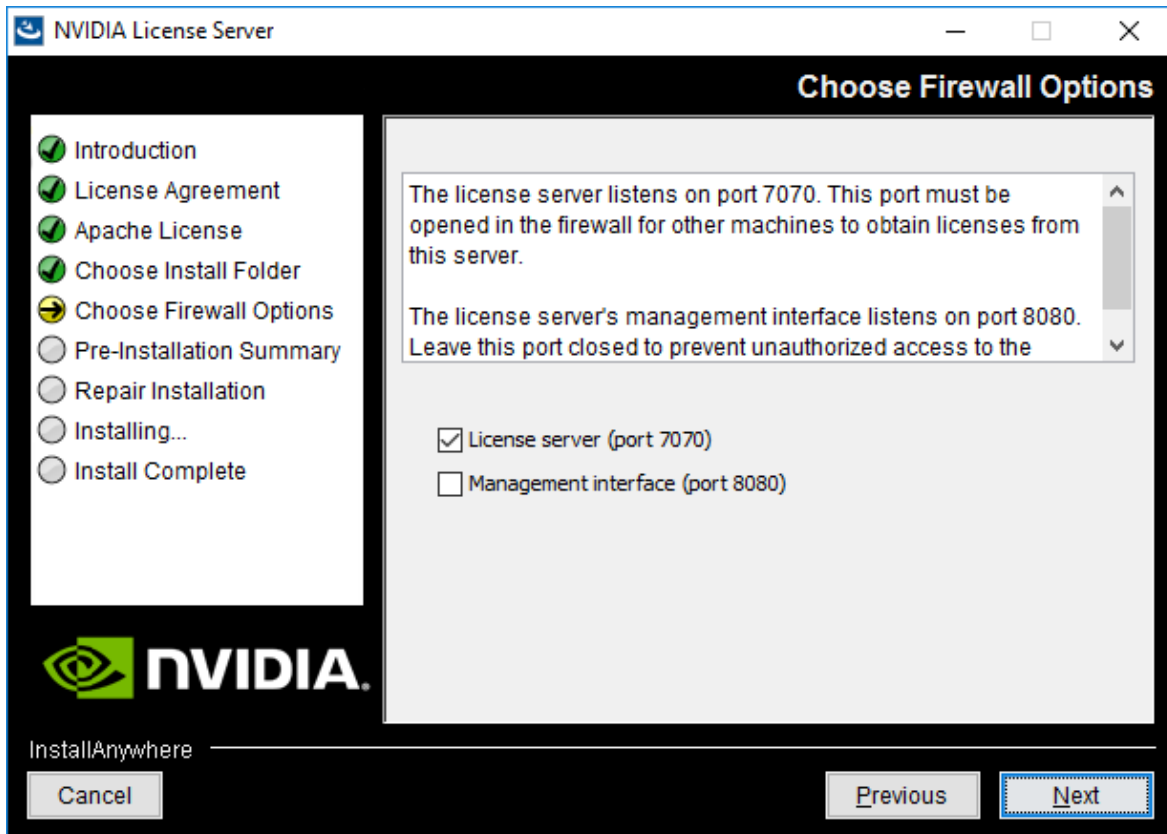 NVIDIA License Server
Choose Firewall Options
Introduction
License Agreement
Apache License
Choose Install Folder
Choose Firewall Options
Pre-Installation Summary
Repair Installation
Installing...
Install Complete
The license server listens on port 7070. This port must be
opened in the firewall for other machines to obtain licenses from
this server.
The license server's management interface listens on port 8080.
Leave this port closed to prevent unauthorized access to the
License server (port 7070)
Management interface (port 8080)
NVIDIA.
InstallAnywhere
Cancel
Previous
Next